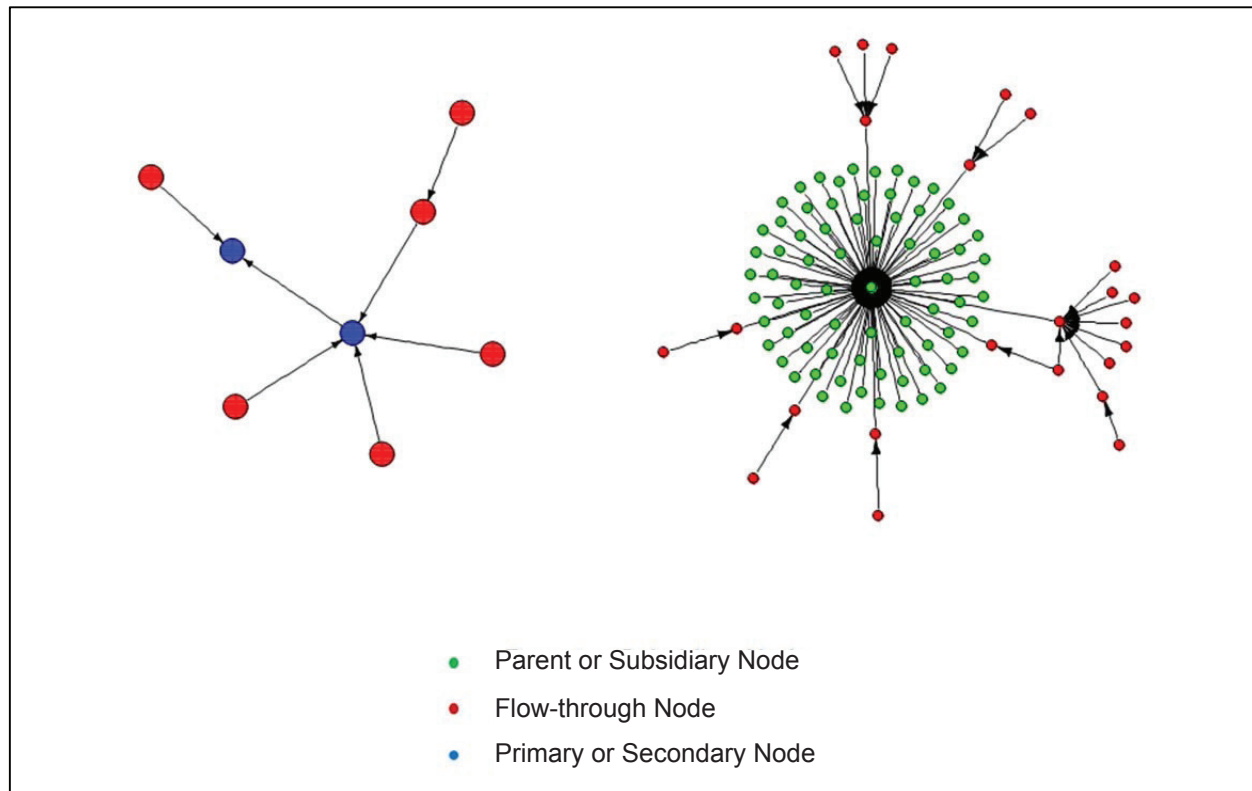 Parent or Subsidiary Node
Flow-through Node
Primary or Secondary Node